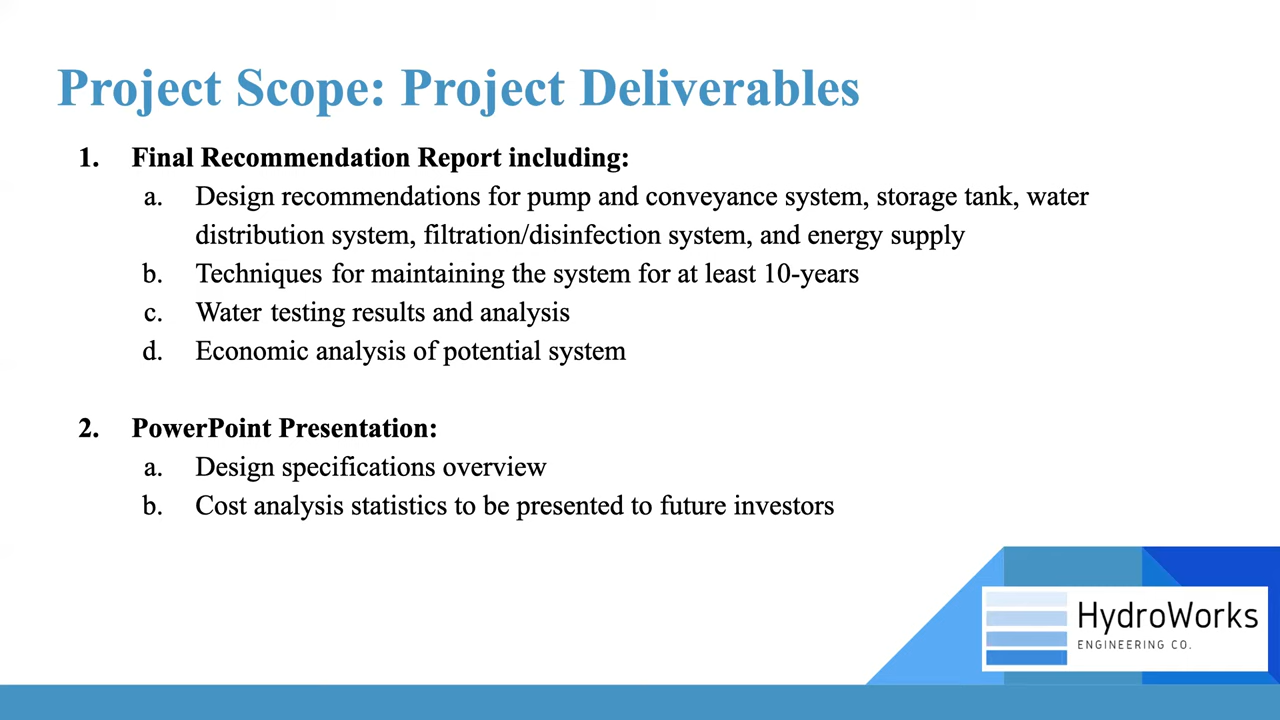 Project Scope: Project Deliverables
1. Final Recommendation Report including:
a. Design recommendations for pump and conveyance system, storage tank, water
distribution system, filtration/disinfection system, and energy supply
b. Techniques for maintaining the system for at least 10-years
c. Water testing results and analysis
d. Economic analysis of potential system
2. PowerPoint Presentation:
a. Design specifications overview
b. Cost analysis statistics to be presented to future investors
HydroWorks
ENGINEERING CO.